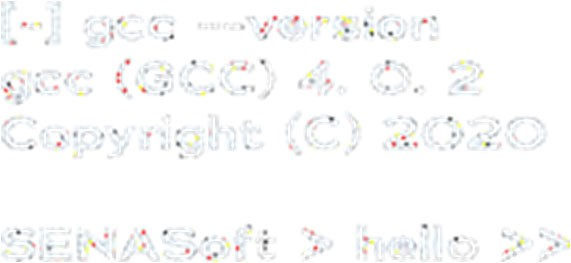 [~] gcc --version
gcc (GCC) 4. 0. 2
Copyright (C) 2020
SENASoft > hello >>